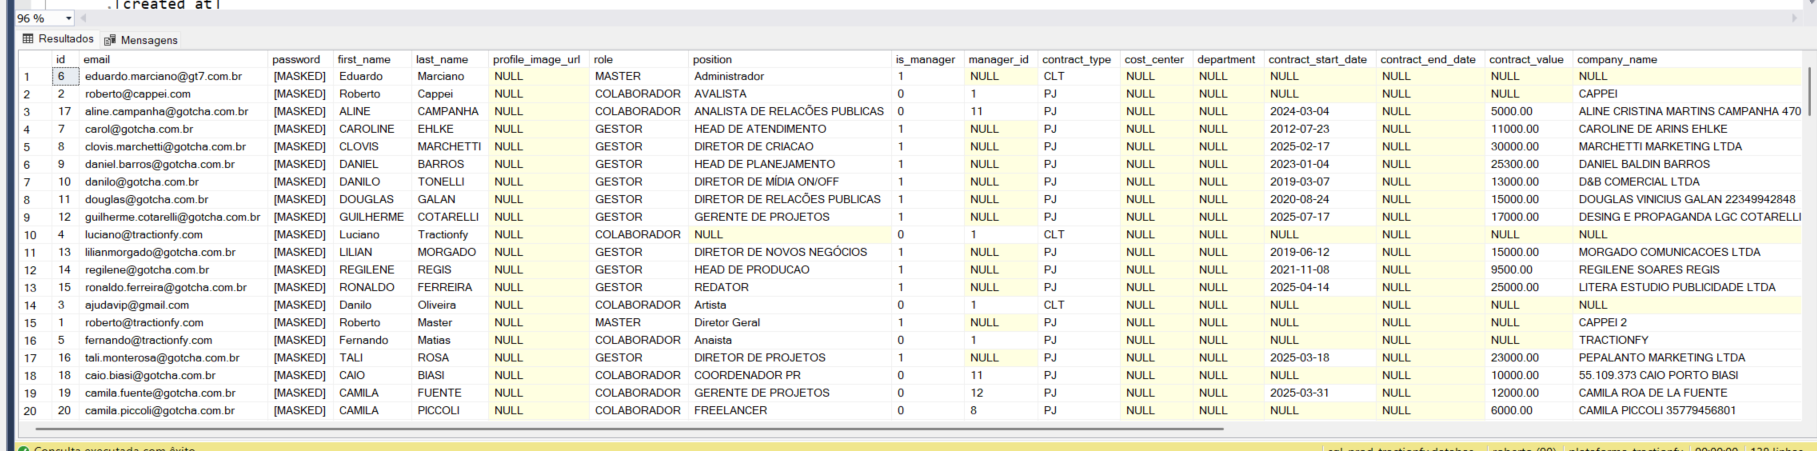 .[created at]
96 %
Resultados Mensagens
id email password first_name last_name profile_image_url role position is_manager manager_id contract_type cost_center department contract_start_date contract_end_date contract_value company_name
1 6 eduardo.marciano@gt7.com.br [MASKED] Eduardo Marciano NULL MASTER Administrador 1 NULL CLT NULL NULL NULL NULL NULL NULL
2 2 roberto@cappei.com [MASKED] Roberto Cappei NULL COLABORADOR AVALISTA 0 1 PJ NULL NULL NULL NULL NULL CAPPEI
3 17 aline.campanha@gotcha.com.br [MASKED] ALINE CAMPANHA NULL COLABORADOR ANALISTA DE RELACÕES PUBLICAS 0 11 PJ NULL NULL 2024-03-04 NULL 5000.00 ALINE CRISTINA MARTINS CAMPANHA 470
4 7 carol@gotcha.com.br [MASKED] CAROLINE EHLKE NULL GESTOR HEAD DE ATENDIMENTO 1 NULL PJ NULL NULL 2012-07-23 NULL 11000.00 CAROLINE DE ARINS EHLKE
5 8 clovis.marchetti@gotcha.com.br [MASKED] CLOVIS MARCHETTI NULL GESTOR DIRETOR DE CRIACAO 1 NULL PJ NULL NULL 2025-02-17 NULL 30000.00 MARCHETTI MARKETING LTDA
6 9 daniel.barros@gotcha.com.br [MASKED] DANIEL BARROS NULL GESTOR HEAD DE PLANEJAMENTO 1 NULL PJ NULL NULL 2023-01-04 NULL 25300.00 DANIEL BALDIN BARROS
7 10 danilo@gotcha.com.br [MASKED] DANILO TONELLI NULL GESTOR DIRETOR DE MÍDIA ON/OFF 1 NULL PJ NULL NULL 2019-03-07 NULL 13000.00 D&B COMERCIAL LTDA
8 11 douglas@gotcha.com.br [MASKED] DOUGLAS GALAN NULL GESTOR DIRETOR DE RELACÕES PUBLICAS 1 NULL PJ NULL NULL 2020-08-24 NULL 15000.00 DOUGLAS VINICIUS GALAN 22349942848
9 12 guilherme.cotarelli@gotcha.com.br [MASKED] GUILHERME COTARELLI NULL GESTOR GERENTE DE PROJETOS 1 NULL PJ NULL NULL 2025-07-17 NULL 17000.00 DESING E PROPAGANDA LGC COTARELLI
10 4 luciano@tractionfy.com [MASKED] Luciano Tractionfy NULL COLABORADOR NULL 0 1 CLT NULL NULL NULL NULL NULL NULL
11 13 lilianmorgado@gotcha.com.br [MASKED] LILIAN MORGADO NULL GESTOR DIRETOR DE NOVOS NEGÓCIOS 1 NULL PJ NULL NULL 2019-06-12 NULL 15000.00 MORGADO COMUNICACOES LTDA
12 14 regilene@gotcha.com.br [MASKED] REGILENE REGIS NULL GESTOR HEAD DE PRODUCAO 1 NULL PJ NULL NULL 2021-11-08 NULL 9500.00 REGILENE SOARES REGIS
13 15 ronaldo.ferreira@gotcha.com.br [MASKED] RONALDO FERREIRA NULL GESTOR REDATOR 1 NULL PJ NULL NULL 2025-04-14 NULL 25000.00 LITERA ESTUDIO PUBLICIDADE LTDA
14 3 ajudavip@gmail.com [MASKED] Danilo Oliveira NULL COLABORADOR Artista 0 1 CLT NULL NULL NULL NULL NULL NULL
15 1 roberto@tractionfy.com [MASKED] Roberto Master NULL MASTER Diretor Geral 1 NULL PJ NULL NULL NULL NULL NULL CAPPEI 2
16 5 fernando@tractionfy.com [MASKED] Fernando Matias NULL COLABORADOR Anaista 0 1 PJ NULL NULL NULL NULL NULL TRACTIONFY
17 16 tali.monterosa@gotcha.com.br [MASKED] TALI ROSA NULL GESTOR DIRETOR DE PROJETOS 1 NULL PJ NULL NULL 2025-03-18 NULL 23000.00 PEPALANTO MARKETING LTDA
18 18 caio.biasi@gotcha.com.br [MASKED] CAIO BIASI NULL COLABORADOR COORDENADOR PR 0 11 PJ NULL NULL NULL NULL 10000.00 55.109.373 CAIO PORTO BIASI
19 19 camila.fuente@gotcha.com.br [MASKED] CAMILA FUENTE NULL COLABORADOR GERENTE DE PROJETOS 0 12 PJ NULL NULL 2025-03-31 NULL 12000.00 CAMILA ROA DE LA FUENTE
20 20 camila.piccoli@gotcha.com.br [MASKED] CAMILA PICCOLI NULL COLABORADOR FREELANCER 0 8 PJ NULL NULL NULL NULL 6000.00 CAMILA PICCOLI 35779456801
Consulta executada com êxito